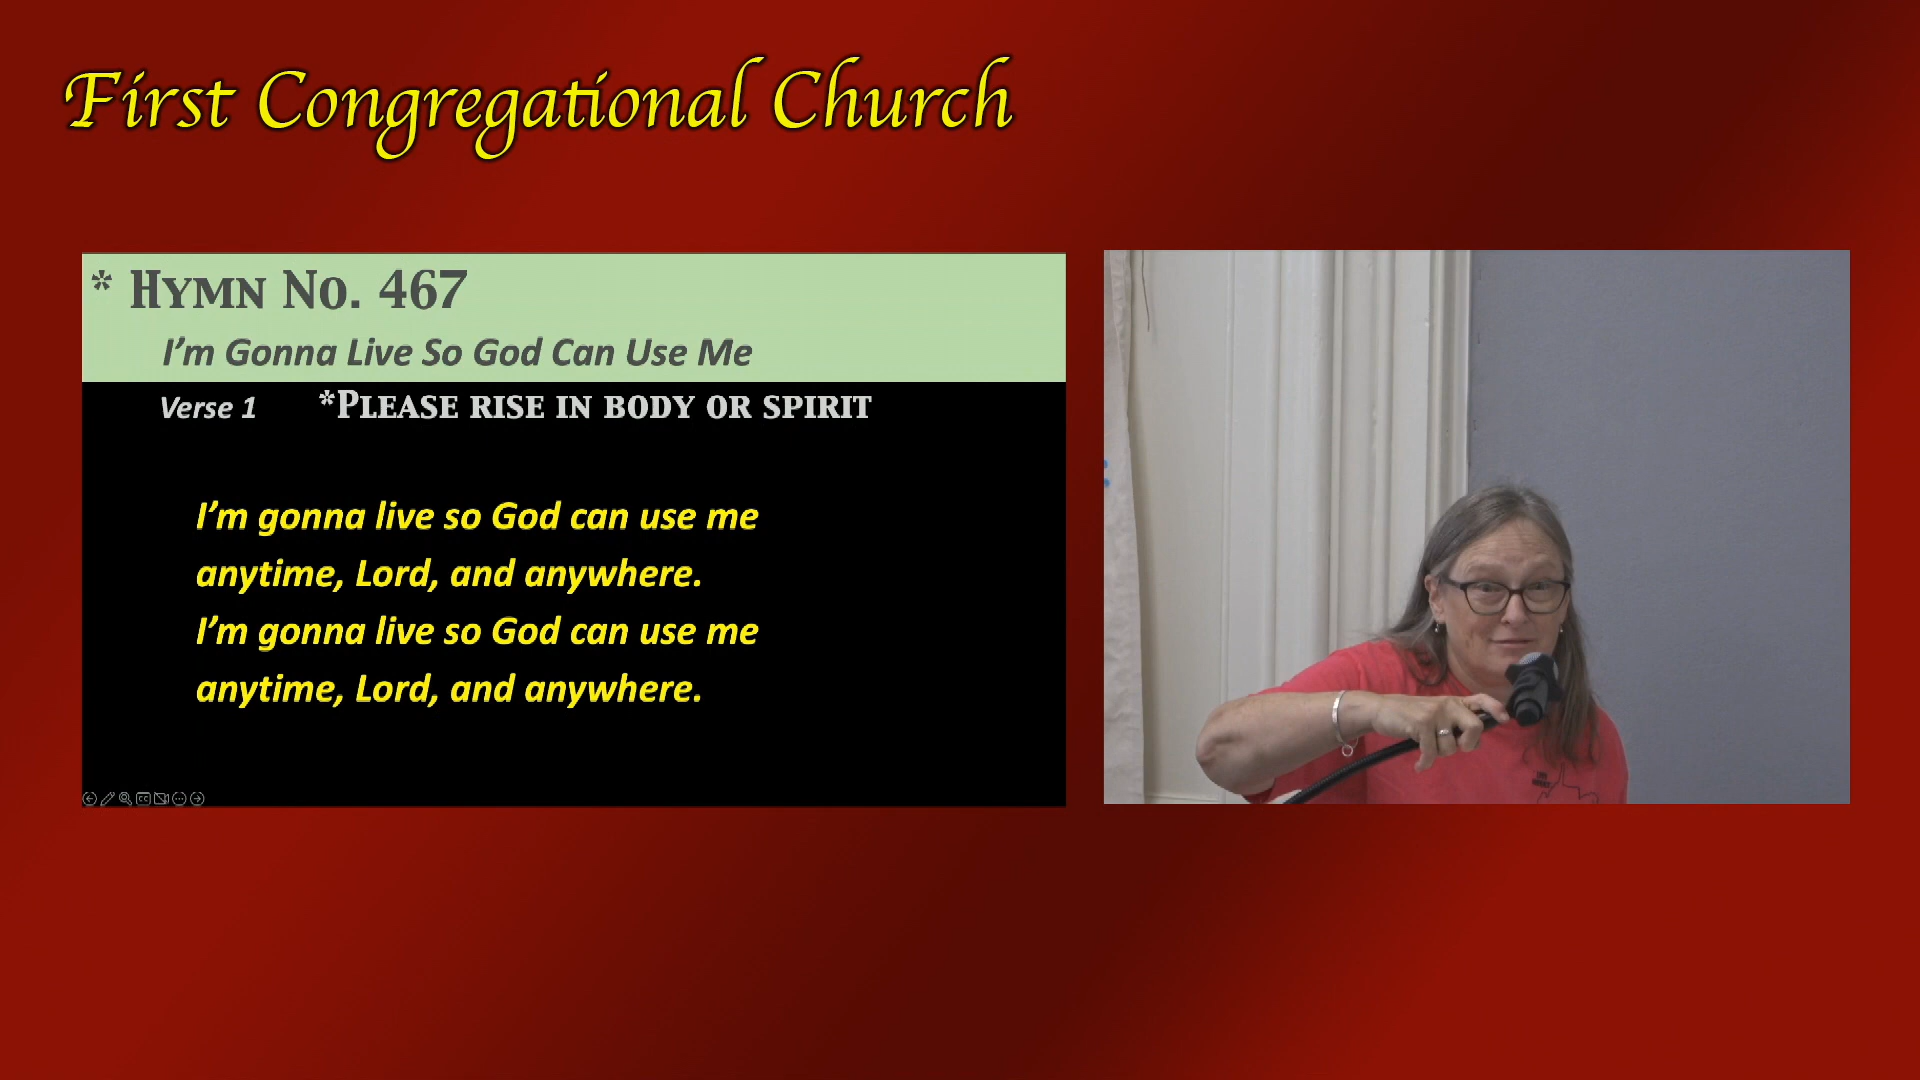 First Congregational Church
* Hymn No. 467
I'm Gonna Live So God Can Use Me
Verse 1 *Please rise in body or spirit
I'm gonna live so God can use me
anytime, Lord, and anywhere.
I'm gonna live so God can use me
anytime, Lord, and anywhere.